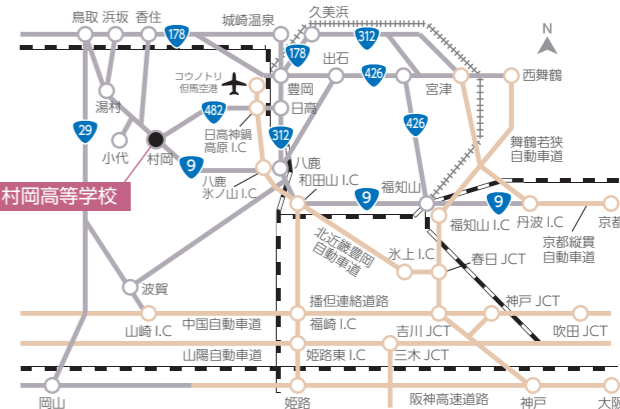 鳥取
浜坂
香住
178
城崎温泉
久美浜
312
N
178
コウノトリ
但馬空港
豊岡
出石
426
宮津
西舞鶴
湯村
29
482
日高
日高神鍋
高原 I.C
312
426
舞鶴若狭
自動車道
小代
村岡
9
八鹿
氷ノ山 I.C
八鹿
和田山 I.C
村岡高等学校
9
福知山
9
福知山 I.C
丹波 I.C
京都
京都縦貫
自動車道
北近畿豊岡
自動車道
氷上 I.C
春日 JCT
波賀
播但連絡道路
神戸 JCT
山崎 I.C
中国自動車道
福崎 I.C
吉川 JCT
吹田 JCT
山陽自動車道
姫路東 I.C
三木 JCT
岡山
姫路
阪神高速道路
神戸
大阪